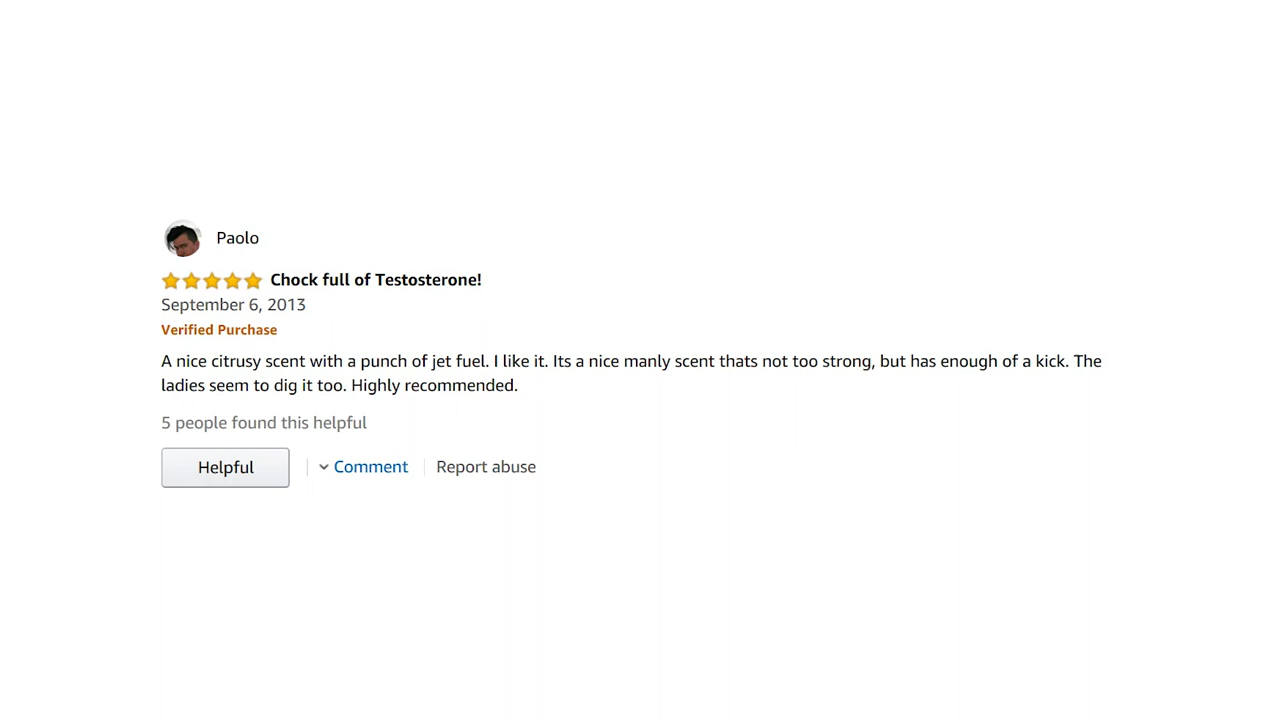 Paolo
Chock full of Testosterone!
September 6, 2013
Verified Purchase
A nice citrusy scent with a punch of jet fuel. I like it. Its a nice manly scent thats not too strong, but has enough of a kick. The
ladies seem to dig it too. Highly recommended.
5 people found this helpful
Helpful
Comment
Report abuse